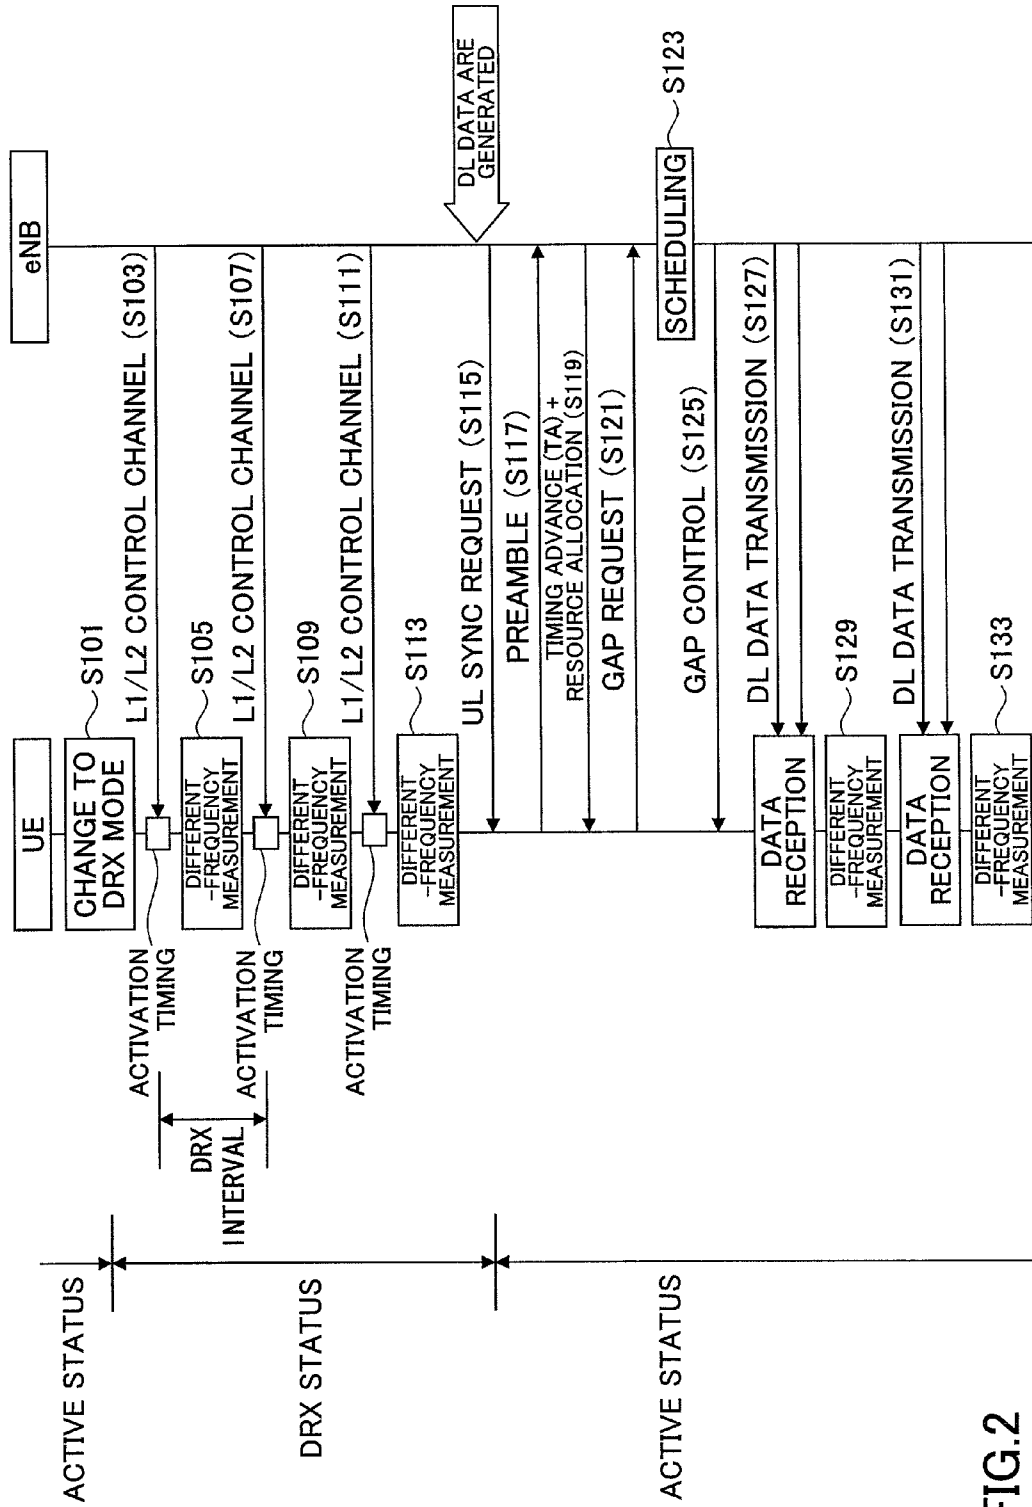 eNB
UE
DL DATA ARE
GENERATED
ACTIVE STATUS
CHANGE TO
DRX MODE
S101
L1/L2 CONTROL CHANNEL (S103)
ACTIVATION
TIMING
DIFFERENT
-FREQUENCY
MEASUREMENT
S105
DRX
INTERVAL
L1/L2 CONTROL CHANNEL (S107)
ACTIVATION
TIMING
DRX STATUS
DIFFERENT
-FREQUENCY
MEASUREMENT
S109
L1/L2 CONTROL CHANNEL (S111)
ACTIVATION
TIMING
DIFFERENT
-FREQUENCY
MEASUREMENT
S113
UL SYNC REQUEST (S115)
PREAMBLE (S117)
TIMING ADVANCE (TA) +
RESOURCE ALLOCATION (S119)
GAP REQUEST (S121)
ACTIVE STATUS
SCHEDULING
S123
GAP CONTROL (S125)
DL DATA TRANSMISSION (S127)
DATA
RECEPTION
DIFFERENT
-FREQUENCY
MEASUREMENT
S129
DL DATA TRANSMISSION (S131)
DATA
RECEPTION
DIFFERENT
-FREQUENCY
MEASUREMENT
S133
FIG.2